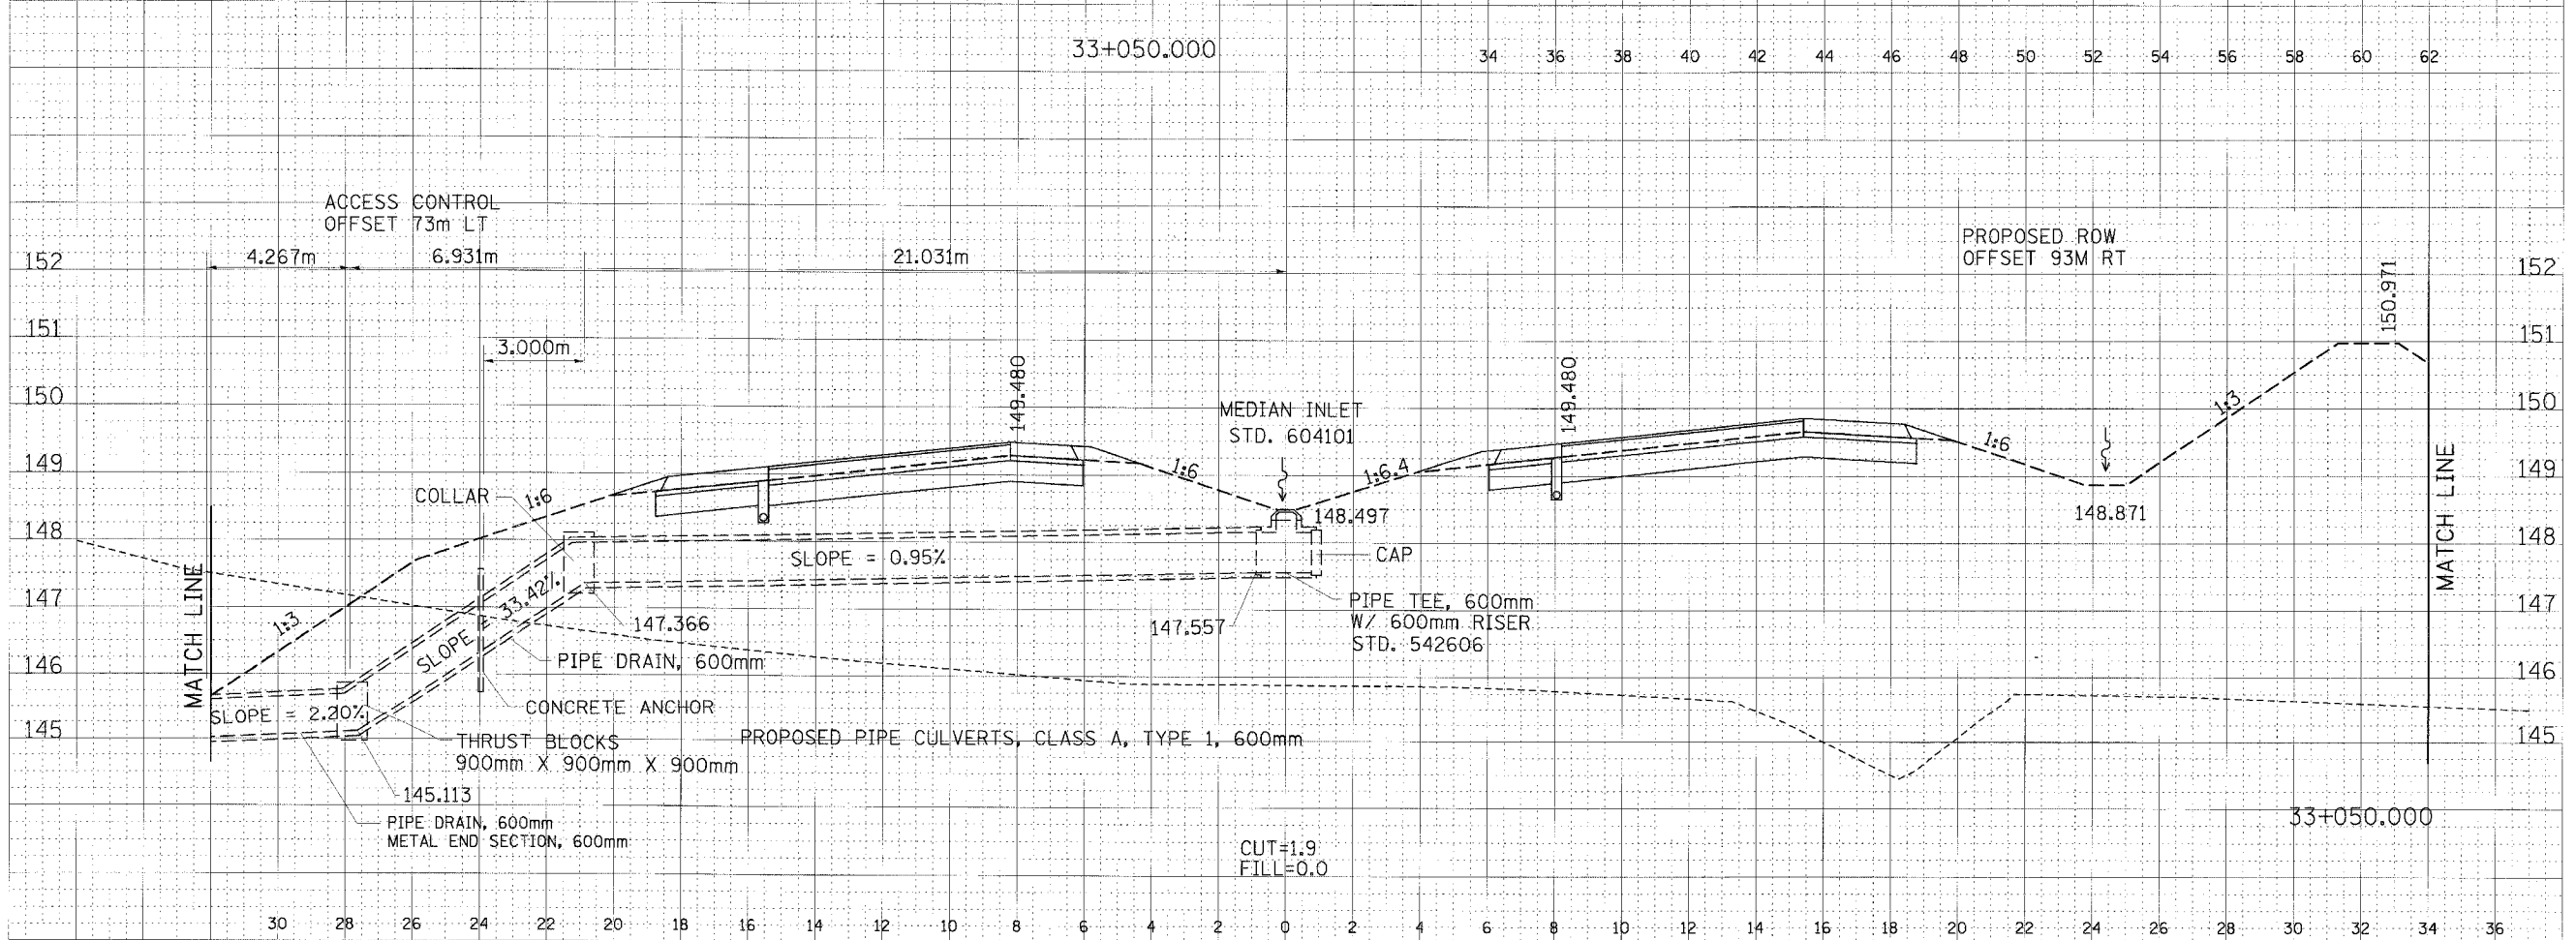 33+050.000
34 36 38 40 42 44 46 48 50 52 54 56 58 60 62
ACCESS CONTROL
OFFSET 73m LT
4.267m 6.931m 21.031m
PROPOSED ROW
OFFSET 93M RT
152 152
151 151
150 150
149 149
148 148
147 147
146 146
145 145
3.000m
149.480
149.480
150.971
MEDIAN INLET
STD. 604101
1:6
1:6
1:6.4
1:6
1:3
1:3
COLLAR
148.497
148.871
SLOPE = 0.95%
CAP
MATCH LINE
MATCH LINE
SLOPE = 33.42%
147.366
147.557
PIPE TEE, 600mm
W/ 600mm RISER
STD. 542606
PIPE DRAIN, 600mm
CONCRETE ANCHOR
SLOPE = 2.20%
THRUST BLOCKS
900mm X 900mm X 900mm
PROPOSED PIPE CULVERTS, CLASS A, TYPE 1, 600mm
145.113
PIPE DRAIN, 600mm
METAL END SECTION, 600mm
33+050.000
CUT=1.9
FILL=0.0
30 28 26 24 22 20 18 16 14 12 10 8 6 4 2 0 2 4 6 8 10 12 14 16 18 20 22 24 26 28 30 32 34 36